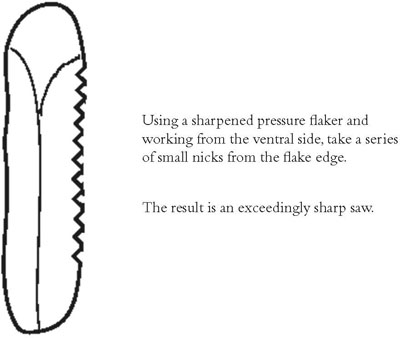 Using a sharpened pressure flaker and
working from the ventral side, take a series
of small nicks from the flake edge.
The result is an exceedingly sharp saw.